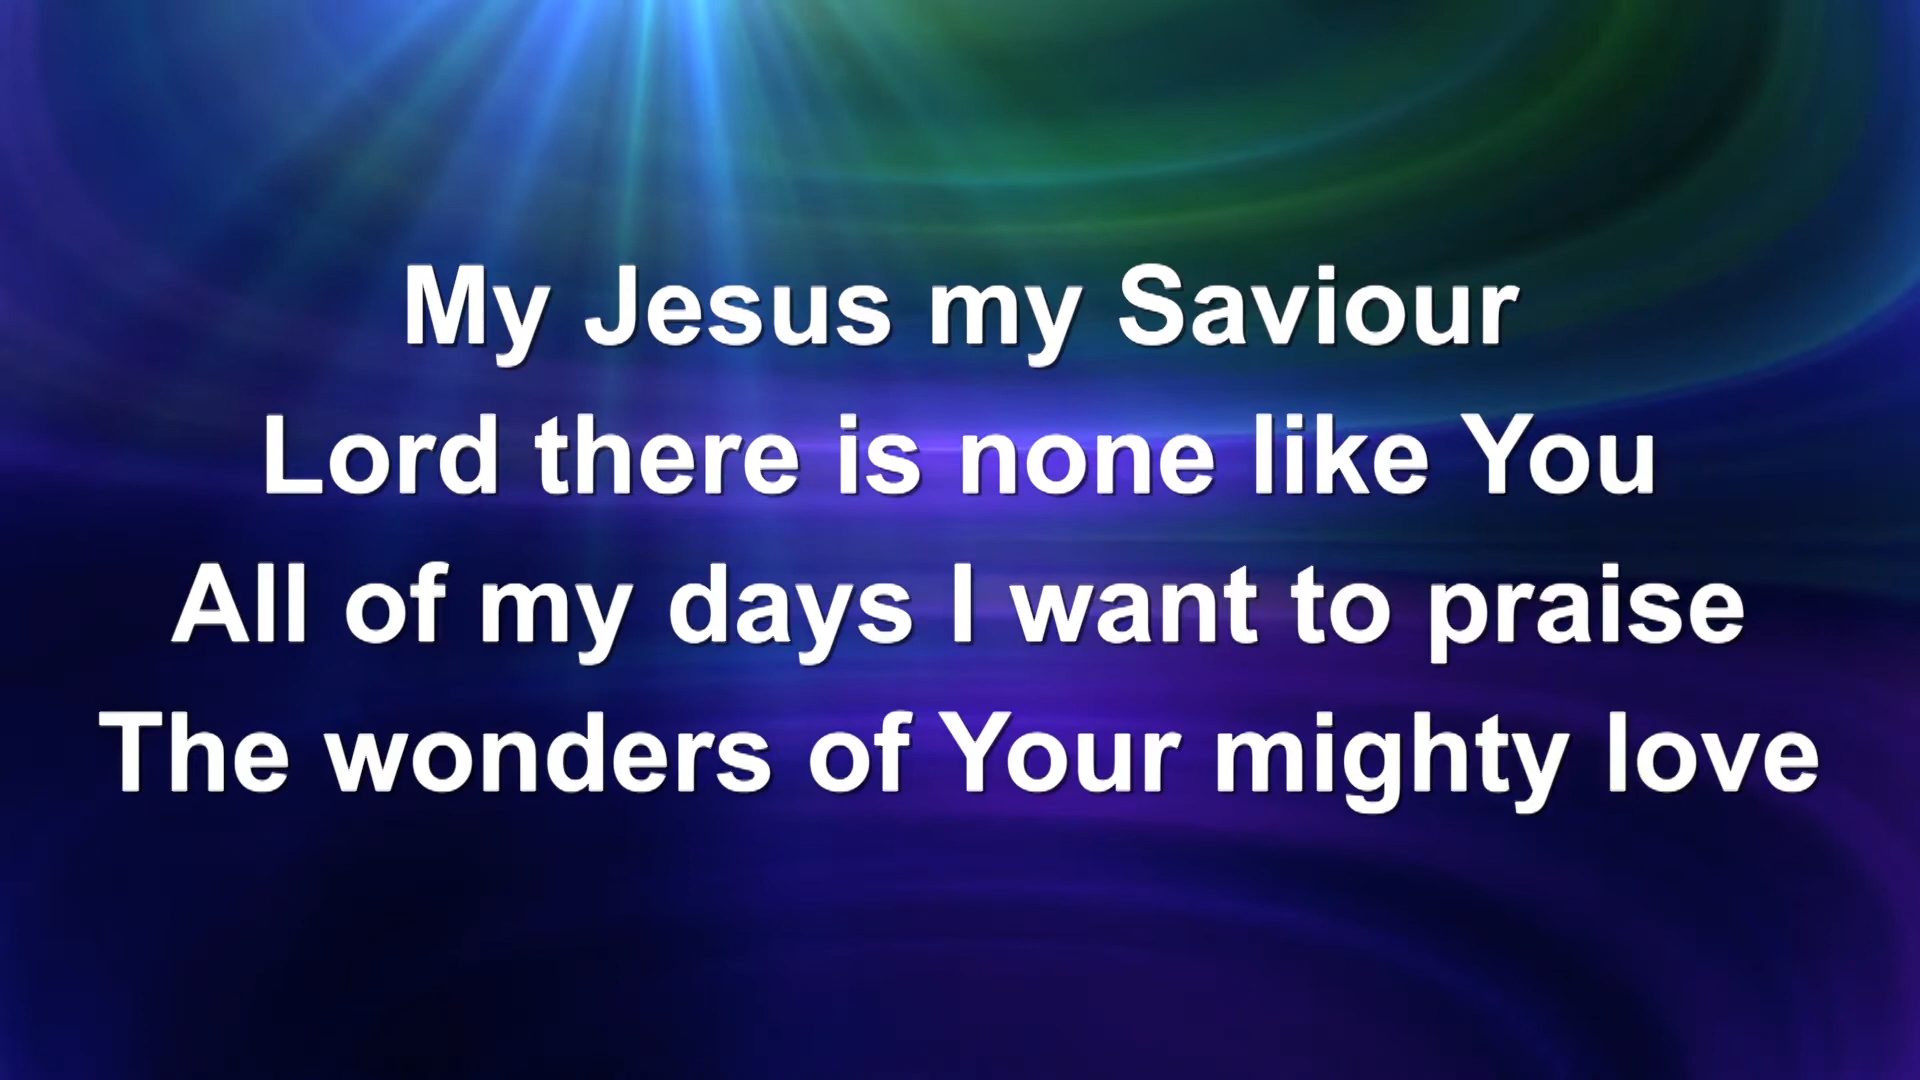 My Jesus my Saviour
Lord there is none like You
All of my days I want to praise
The wonders of Your mighty love